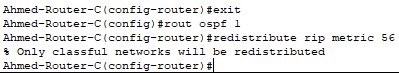 Ahmed-Router-C(config-router)#exit
Ahmed-Router-C(config)#rout ospf 1
Ahmed-Router-C(config-router)#redistribute rip metric 56
% Only classful networks will be redistributed
Ahmed-Router-C(config-router)#